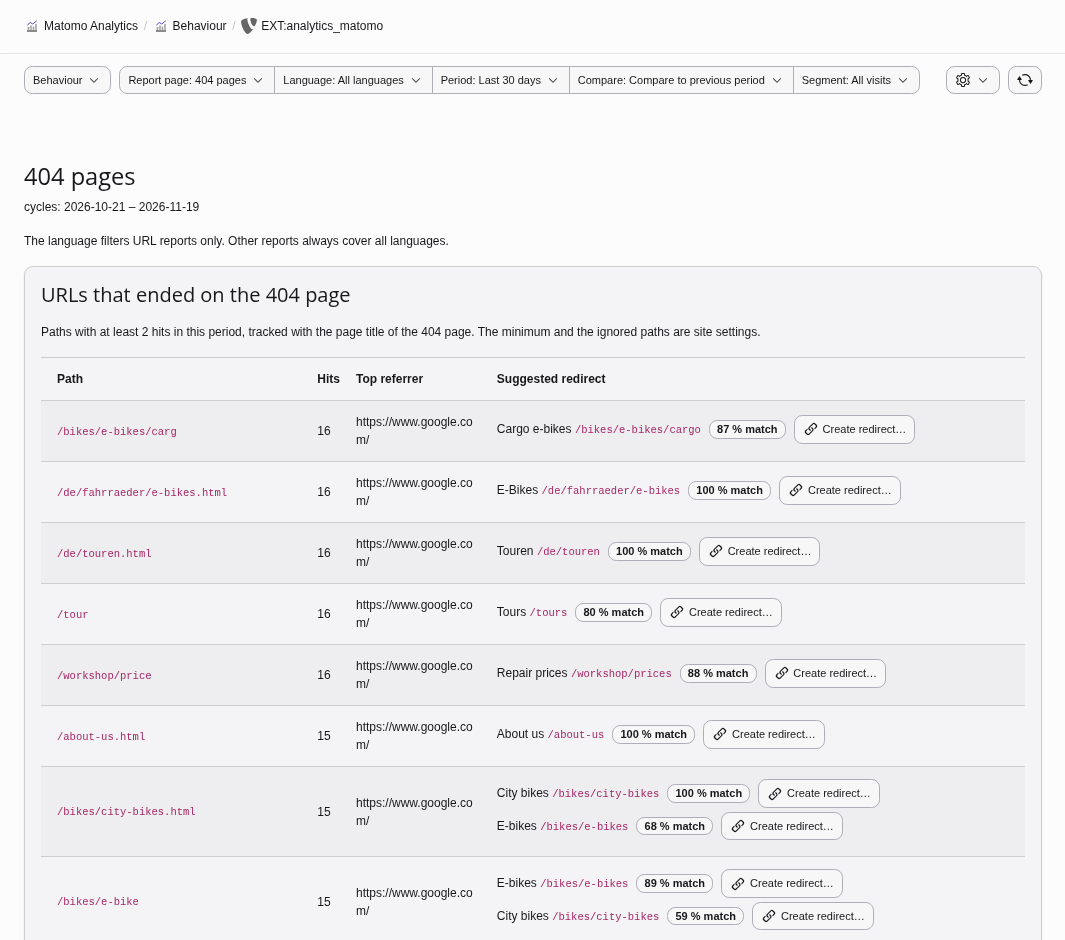 Matomo Analytics / Behaviour / EXT:analytics_matomo
Behaviour Report page: 404 pages Language: All languages Period: Last 30 days Compare: Compare to previous period Segment: All visits
404 pages
cycles: 2026-10-21 – 2026-11-19
The language filters URL reports only. Other reports always cover all languages.
URLs that ended on the 404 page
Paths with at least 2 hits in this period, tracked with the page title of the 404 page. The minimum and the ignored paths are site settings.
Path Hits Top referrer Suggested redirect
/bikes/e-bikes/carg 16 https://www.google.co
m/
Cargo e-bikes /bikes/e-bikes/cargo 87 % match Create redirect…
/de/fahrraeder/e-bikes.html 16 https://www.google.co
m/
E-Bikes /de/fahrraeder/e-bikes 100 % match Create redirect…
/de/touren.html 16 https://www.google.co
m/
Touren /de/touren 100 % match Create redirect…
/tour 16 https://www.google.co
m/
Tours /tours 80 % match Create redirect…
/workshop/price 16 https://www.google.co
m/
Repair prices /workshop/prices 88 % match Create redirect…
/about-us.html 15 https://www.google.co
m/
About us /about-us 100 % match Create redirect…
/bikes/city-bikes.html 15 https://www.google.co
m/
City bikes /bikes/city-bikes 100 % match Create redirect…
E-bikes /bikes/e-bikes 68 % match Create redirect…
/bikes/e-bike 15 https://www.google.co
m/
E-bikes /bikes/e-bikes 89 % match Create redirect…
City bikes /bikes/city-bikes 59 % match Create redirect…